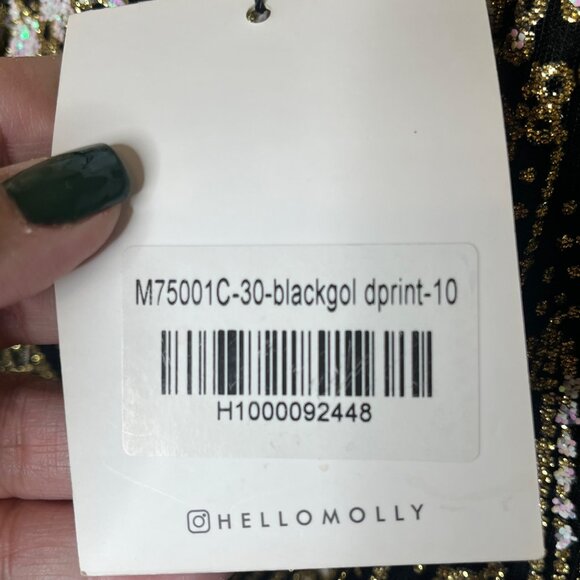 M75001C-30-blackgol dprint-10
H1000092448
HELLOMOLLY